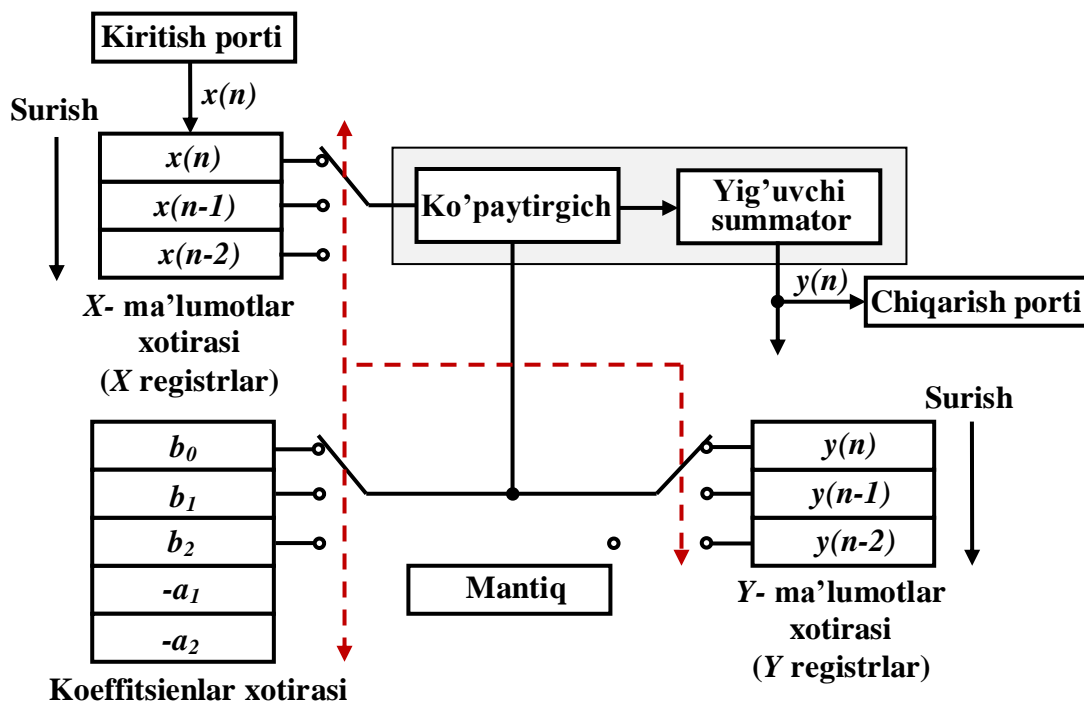 Kiritish porti
x(n)
Surish
x(n)
x(n-1)
x(n-2)
X- ma’lumotlar
xotirasi
(X registrlar)
Ko’paytirgich
Yig’uvchi
summator
y(n)
Chiqarish porti
b0
b1
b2
-a1
-a2
Koeffitsienlar xotirasi
Mantiq
Surish
y(n)
y(n-1)
y(n-2)
Y- ma’lumotlar
xotirasi
(Y registrlar)